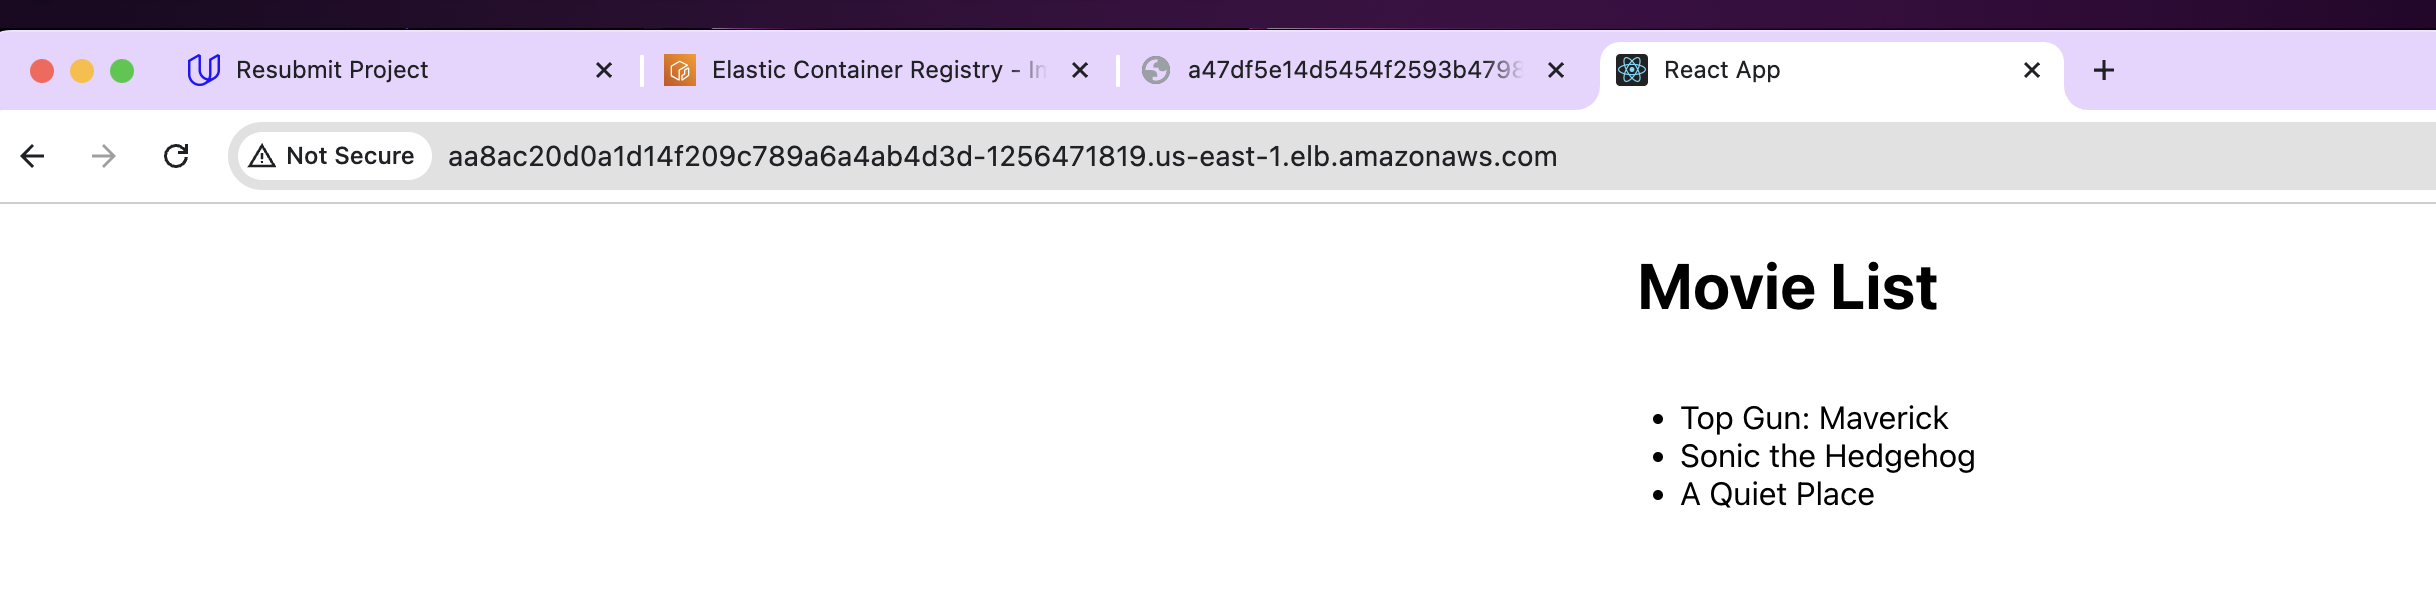 Resubmit Project
Elastic Container Registry - In
a47df5e14d5454f2593b4798
React App
Not Secure
aa8ac20d0a1d14f209c789a6a4ab4d3d-1256471819.us-east-1.elb.amazonaws.com
Movie List
• Top Gun: Maverick
• Sonic the Hedgehog
• A Quiet Place